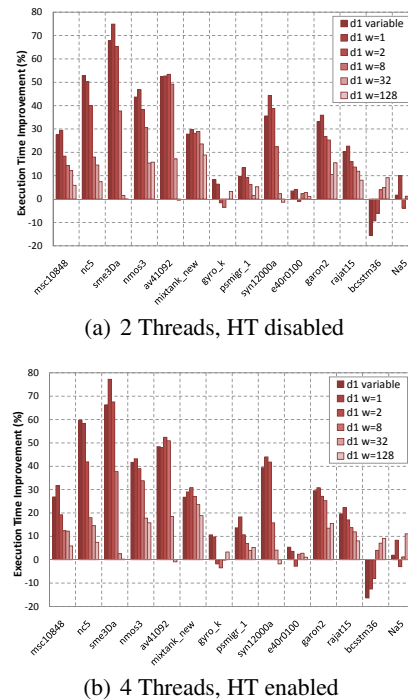 80
70
60
50
40
30
20
10
0
-10
-20
Execution Time Improvement (%)
d1 variable
d1 w=1
d1 w=2
d1 w=8
d1 w=32
d1 w=128
msc10848
nc5
sme3Da
nmos3
av41092
mixtank_new
gyro_k
psmigr_1
syn12000a
e40r0100
garon2
rajat15
bcsstm36
Na5
(a) 2 Threads, HT disabled
80
70
60
50
40
30
20
10
0
-10
-20
Execution Time Improvement (%)
d1 variable
d1 w=1
d1 w=2
d1 w=8
d1 w=32
d1 w=128
msc10848
nc5
sme3Da
nmos3
av41092
mixtank_new
gyro_k
psmigr_1
syn12000a
e40r0100
garon2
rajat15
bcsstm36
Na5
(b) 4 Threads, HT enabled